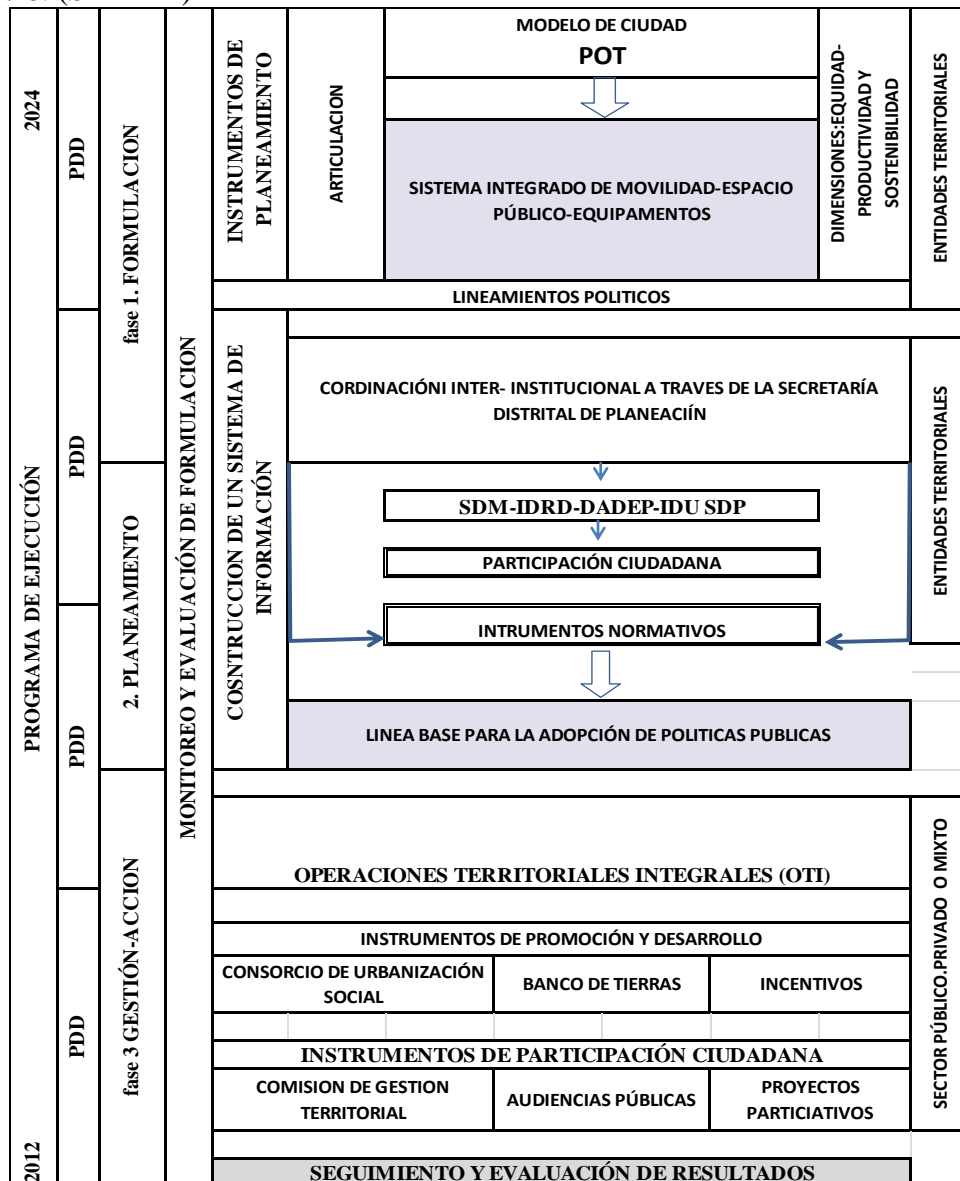 2024
PROGRAMA DE EJECUCIÓN
2012
PDD
PDD
PDD
PDD
fase 1. FORMULACION
2. PLANEAMIENTO
fase 3 GESTIÓN-ACCION
MONITOREO Y EVALUACIÓN DE FORMULACION
INSTRUMENTOS DE
PLANEAMIENTO
ARTICULACION
MODELO DE CIUDAD
POT
SISTEMA INTEGRADO DE MOVILIDAD-ESPACIO
PÚBLICO-EQUIPAMENTOS
DIMENSIONES:EQUIDAD-
PRODUCTIVIDAD Y
SOSTENIBILIDAD
ENTIDADES TERRITORIALES
LINEAMIENTOS POLITICOS
COSNTRUCCION DE UN SISTEMA DE
INFORMACIÓN
CORDINACIÓNI INTER- INSTITUCIONAL A TRAVES DE LA SECRETARÍA
DISTRITAL DE PLANEACIÍN
SDM-IDRD-DADEP-IDU SDP
PARTICIPACIÓN CIUDADANA
INTRUMENTOS NORMATIVOS
LINEA BASE PARA LA ADOPCIÓN DE POLITICAS PUBLICAS
ENTIDADES TERRITORIALES
OPERACIONES TERRITORIALES INTEGRALES (OTI)
INSTRUMENTOS DE PROMOCIÓN Y DESARROLLO
CONSORCIO DE URBANIZACIÓN
SOCIAL
BANCO DE TIERRAS
INCENTIVOS
INSTRUMENTOS DE PARTICIPACIÓN CIUDADANA
COMISION DE GESTION
TERRITORIAL
AUDIENCIAS PÚBLICAS
PROYECTOS
PARTICIATIVOS
SECTOR PÚBLICO.PRIVADO O MIXTO
SEGUIMIENTO Y EVALUACIÓN DE RESULTADOS